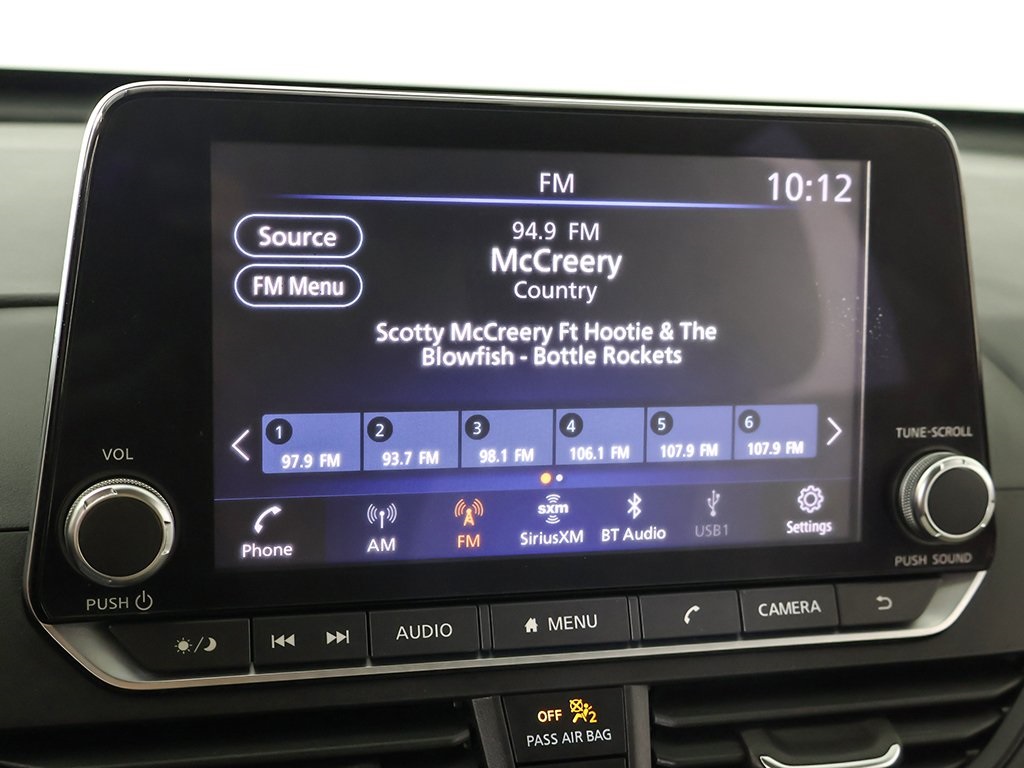 FM
10:12
Source
94.9 FM
McCreery
FM Menu
Country
Scotty McCreery Ft Hootie & The
Blowfish - Bottle Rockets
1
97.9 FM
2
93.7 FM
3
98.1 FM
4
106.1 FM
5
107.9 FM
6
107.9 FM
VOL
TUNE-SCROLL
Phone
AM
FM
sxm
SiriusXM
BT Audio
USB1
Settings
PUSH
PUSH SOUND
AUDIO
MENU
CAMERA
OFF
2
PASS AIR BAG